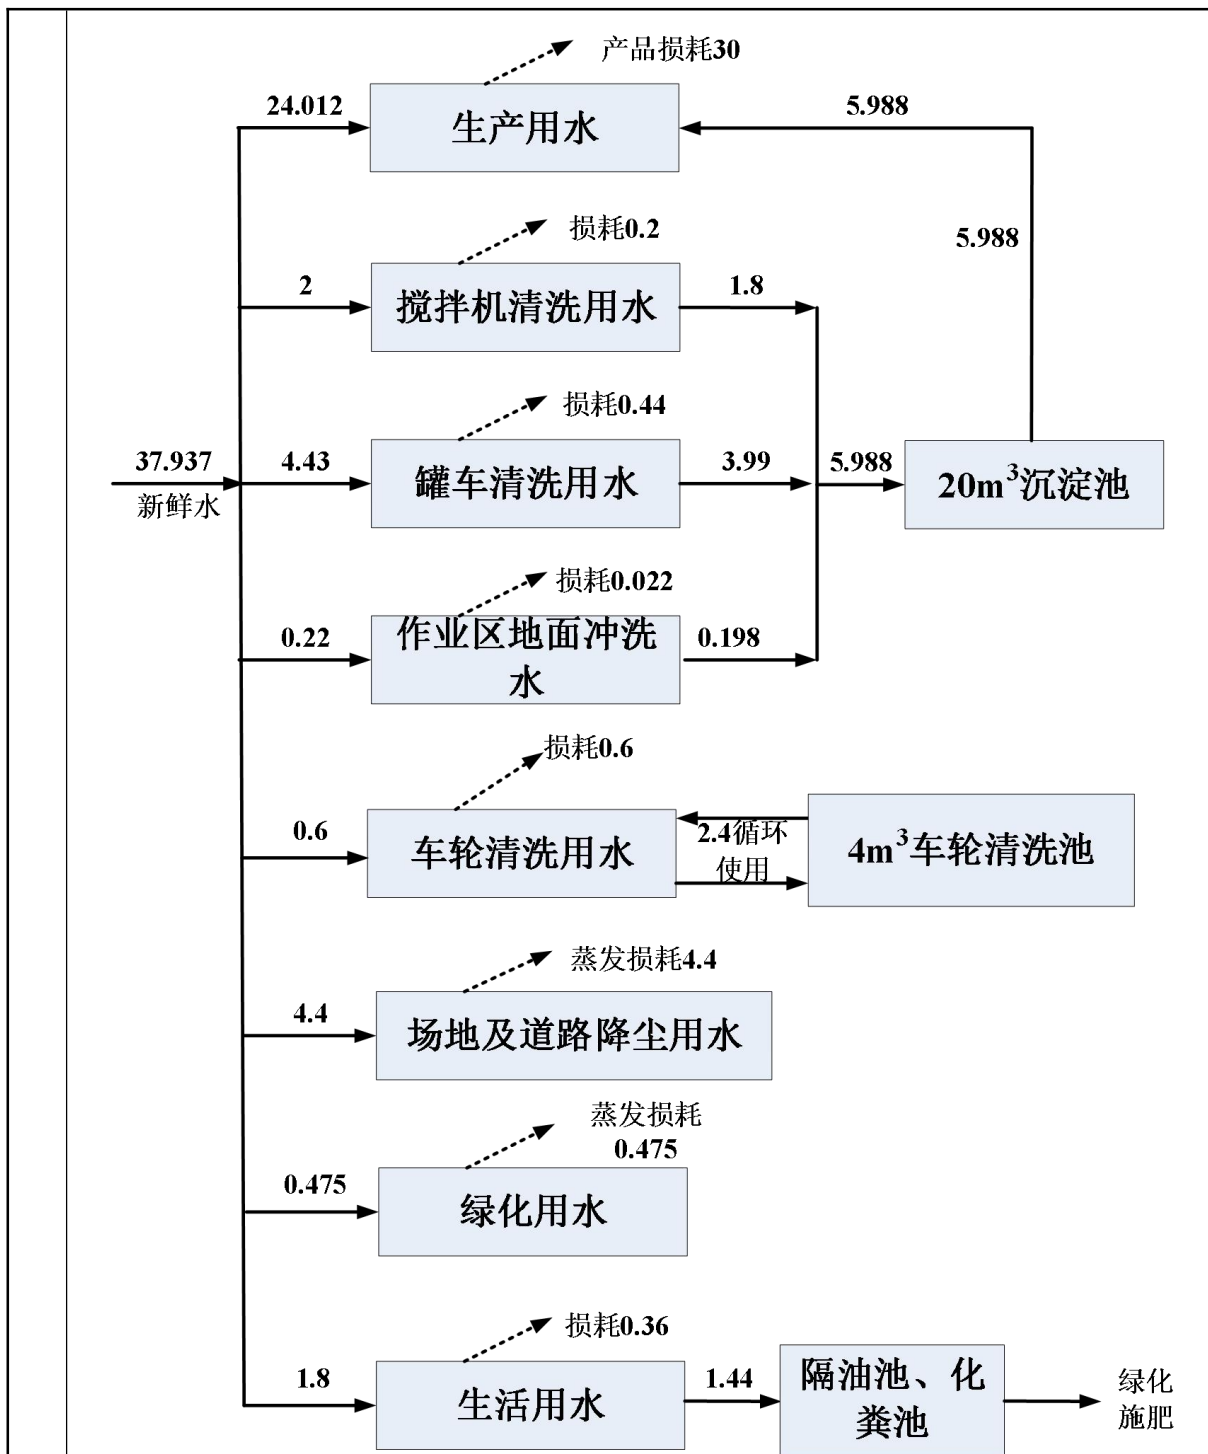 产品损耗30
24.012
生产用水
5.988
5.988
损耗0.2
2
搅拌机清洗用水
1.8
损耗0.44
37.937
新鲜水
4.43
罐车清洗用水
3.99
5.988
20m³沉淀池
损耗0.022
0.22
作业区地面冲洗
水
0.198
损耗0.6
0.6
车轮清洗用水
2.4循环
使用
4m³车轮清洗池
蒸发损耗4.4
4.4
场地及道路降尘用水
蒸发损耗
0.475
0.475
绿化用水
损耗0.36
1.8
生活用水
1.44
隔油池、化
粪池
绿化
施肥